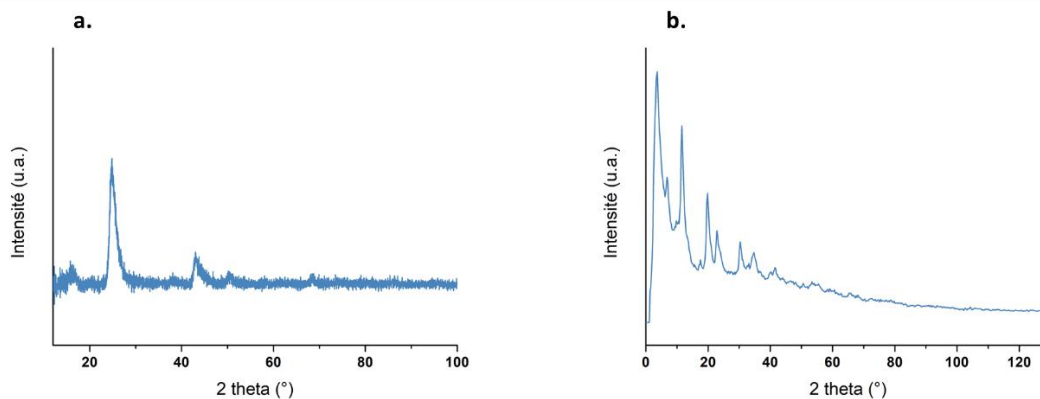 a.
Intensité (u.a.)
20 40 60 80 100
2 theta (°)
b.
Intensité (u.a.)
0 20 40 60 80 100 120
2 theta (°)